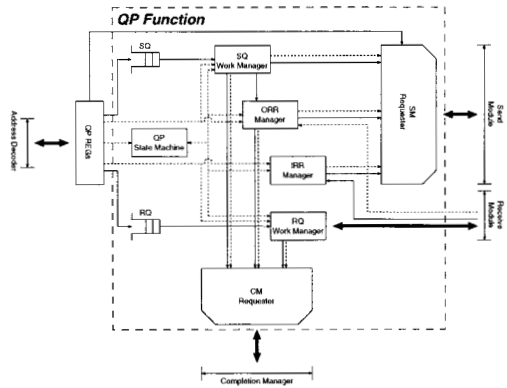 QP Function
SQ
SQ
Work Manager
ORR
Manager
SM
Requester
Send
Module
Address Decoder
QP REGs
QP
State Machine
IRR
Manager
RQ
RQ
Work Manager
Receive
Module
CM
Requester
Completion Manager